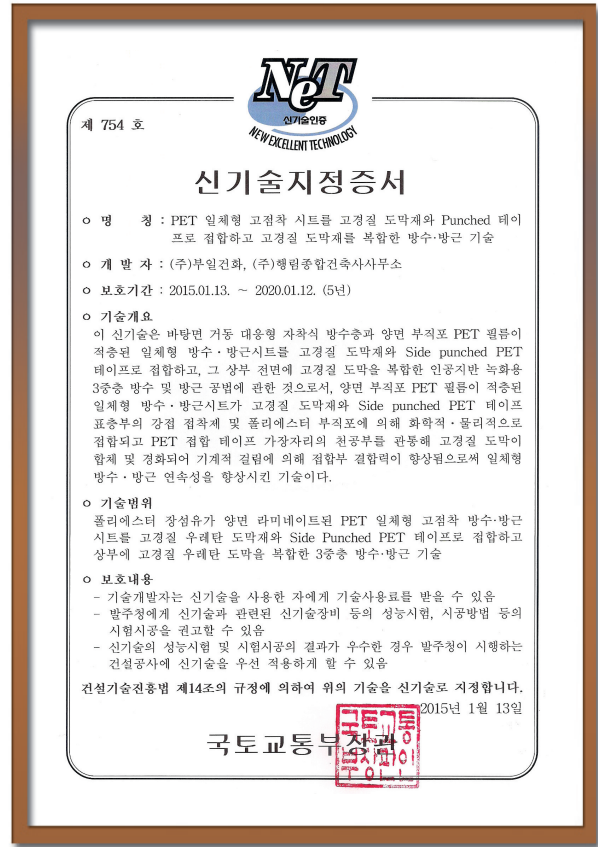 NeT
신기술인증
NEW EXCELLENT TECHNOLOGY
제 754 호
신기술지정증서
o 명 칭 : PET 일체형 고점착 시트를 고경질 도막재와 Punched 테이
프로 접합하고 고경질 도막재를 복합한 방수·방근 기술
o 개 발 자 : (주)부일건화, (주)행림종합건축사사무소
o 보호기간 : 2015.01.13. ~ 2020.01.12. (5년)
o 기술개요
이 신기술은 바탕면 거동 대응형 자착식 방수층과 양면 부직포 PET 필름이
적층된 일체형 방수·방근시트를 고경질 도막재와 Side punched PET
테이프로 접합하고, 그 상부 전면에 고경질 도막을 복합한 인공지반 녹화용
3중층 방수 및 방근 공법에 관한 것으로서, 양면 부직포 PET 필름이 적층된
일체형 방수·방근시트가 고경질 도막재와 Side punched PET 테이프
표층부의 강접 접착제 및 폴리에스터 부직포에 의해 화학적·물리적으로
접합되고 PET 접합 테이프 가장자리의 천공부를 관통해 고경질 도막이
합체 및 경화되어 기계적 걸림에 의해 접합부 결합력이 향상됨으로써 일체형
방수·방근 연속성을 향상시킨 기술이다.
o 기술범위
폴리에스터 장섬유가 양면 라미네이트된 PET 일체형 고점착 방수·방근
시트를 고경질 우레탄 도막재와 Side Punched PET 테이프로 접합하고
상부에 고경질 우레탄 도막을 복합한 3중층 방수·방근 기술
o 보호내용
- 기술개발자는 신기술을 사용한 자에게 기술사용료를 받을 수 있음
- 발주청에게 신기술과 관련된 신기술장비 등의 성능시험, 시공방법 등의
시험시공을 권고할 수 있음
- 신기술의 성능시험 및 시험시공의 결과가 우수한 경우 발주청이 시행하는
건설공사에 신기술을 우선 적용하게 할 수 있음
건설기술진흥법 제14조의 규정에 의하여 위의 기술을 신기술로 지정합니다.
2015년 1월 13일
국토교통부장관
국토교통
부장관인